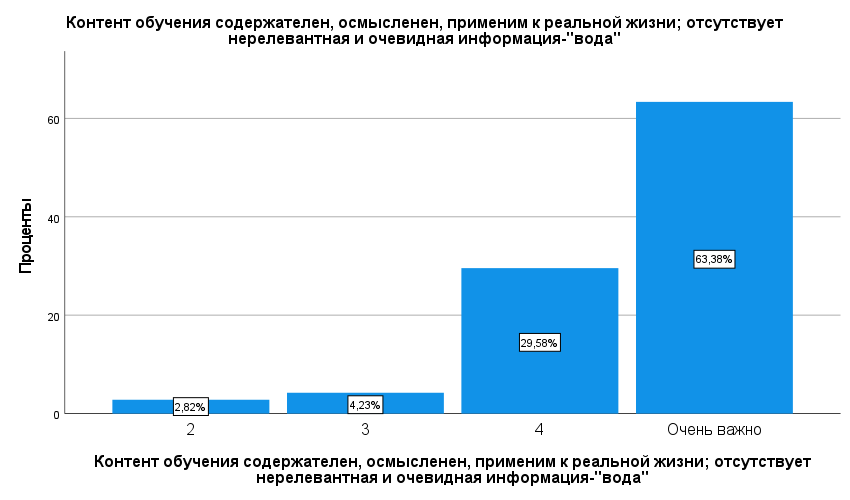 Контент обучения содержателен, осмысленен, применим к реальной жизни; отсутствует
нерелевантная и очевидная информация-"вода"
Проценты
60
40
20
0
2,82%
4,23%
29,58%
63,38%
2
3
4
Очень важно
Контент обучения содержателен, осмысленен, применим к реальной жизни; отсутствует
нерелевантная и очевидная информация-"вода"